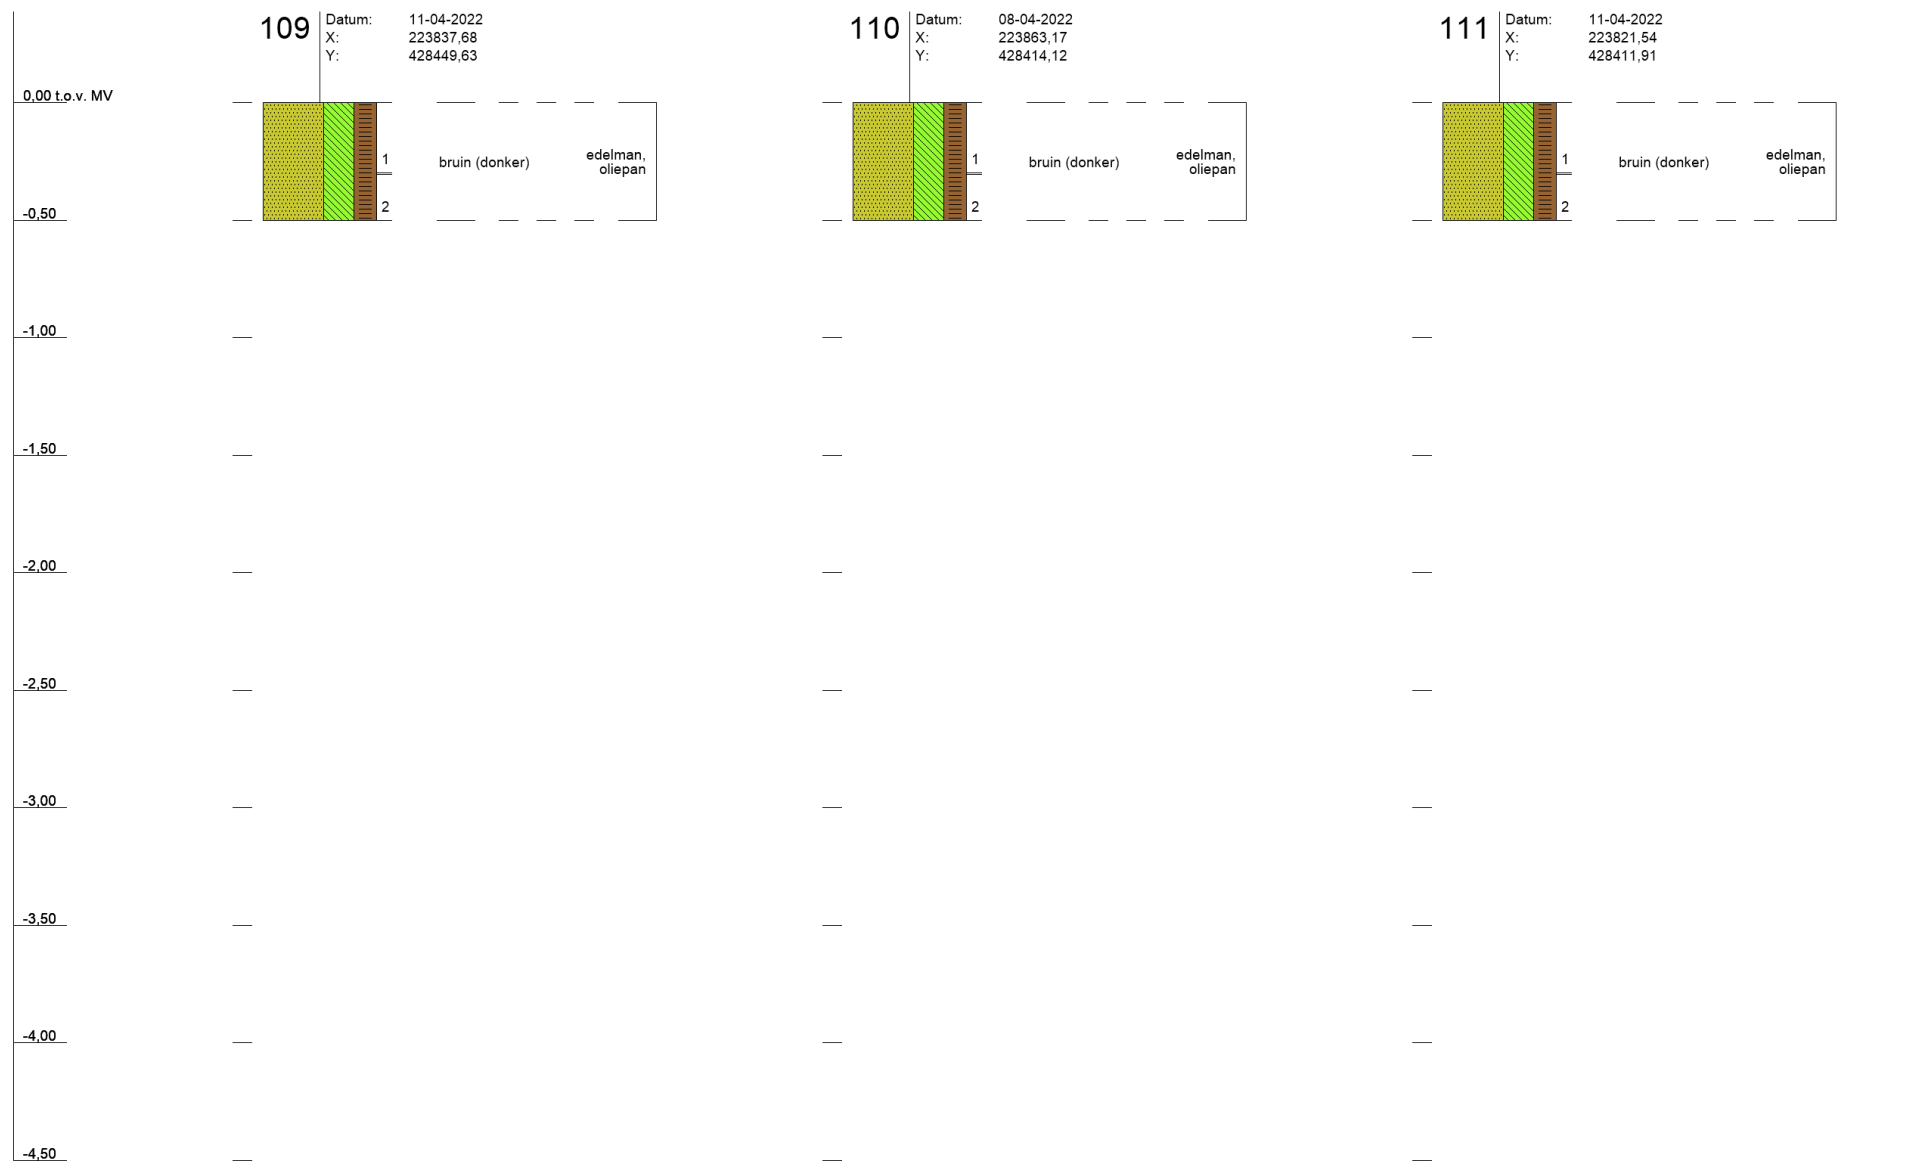 109
Datum: 11-04-2022
X: 223837,68
Y: 428449,63
110
Datum: 08-04-2022
X: 223863,17
Y: 428414,12
111
Datum: 11-04-2022
X: 223821,54
Y: 428411,91
0,00 t.o.v. MV
1
2
bruin (donker)
edelman,
oliepan
1
2
bruin (donker)
edelman,
oliepan
1
2
bruin (donker)
edelman,
oliepan
-0,50
-1,00
-1,50
-2,00
-2,50
-3,00
-3,50
-4,00
-4,50